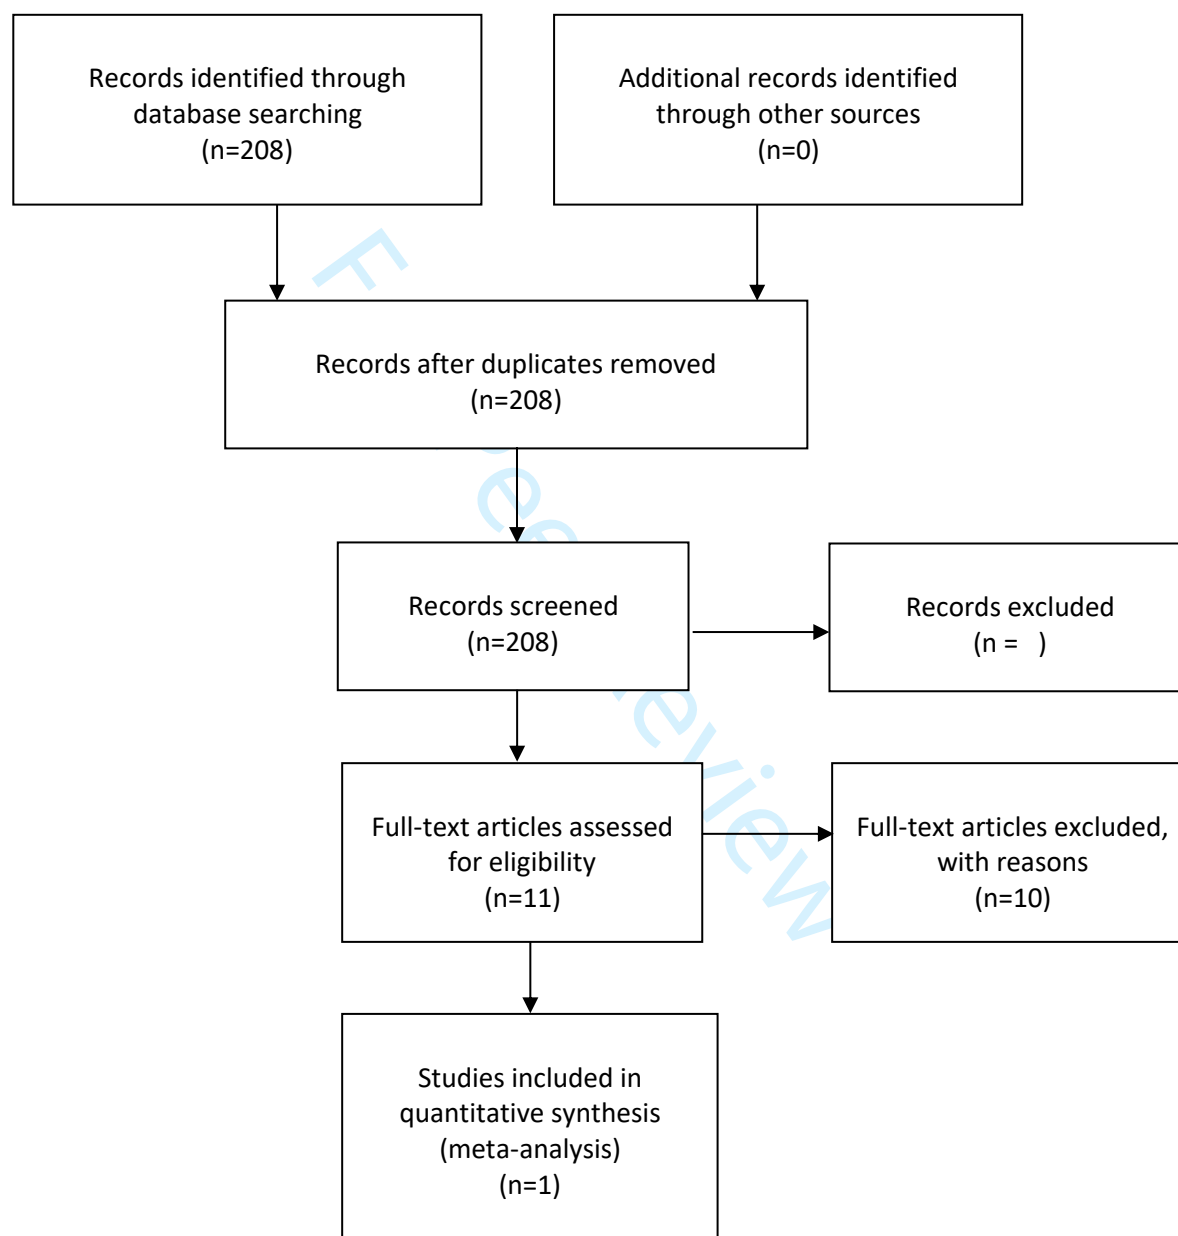 Records identified through
database searching
(n=208)
Additional records identified
through other sources
(n=0)
Records after duplicates removed
(n=208)
Records screened
(n=208)
Records excluded
(n =   )
Full-text articles assessed
for eligibility
(n=11)
Full-text articles excluded,
with reasons
(n=10)
Studies included in
quantitative synthesis
(meta-analysis)
(n=1)